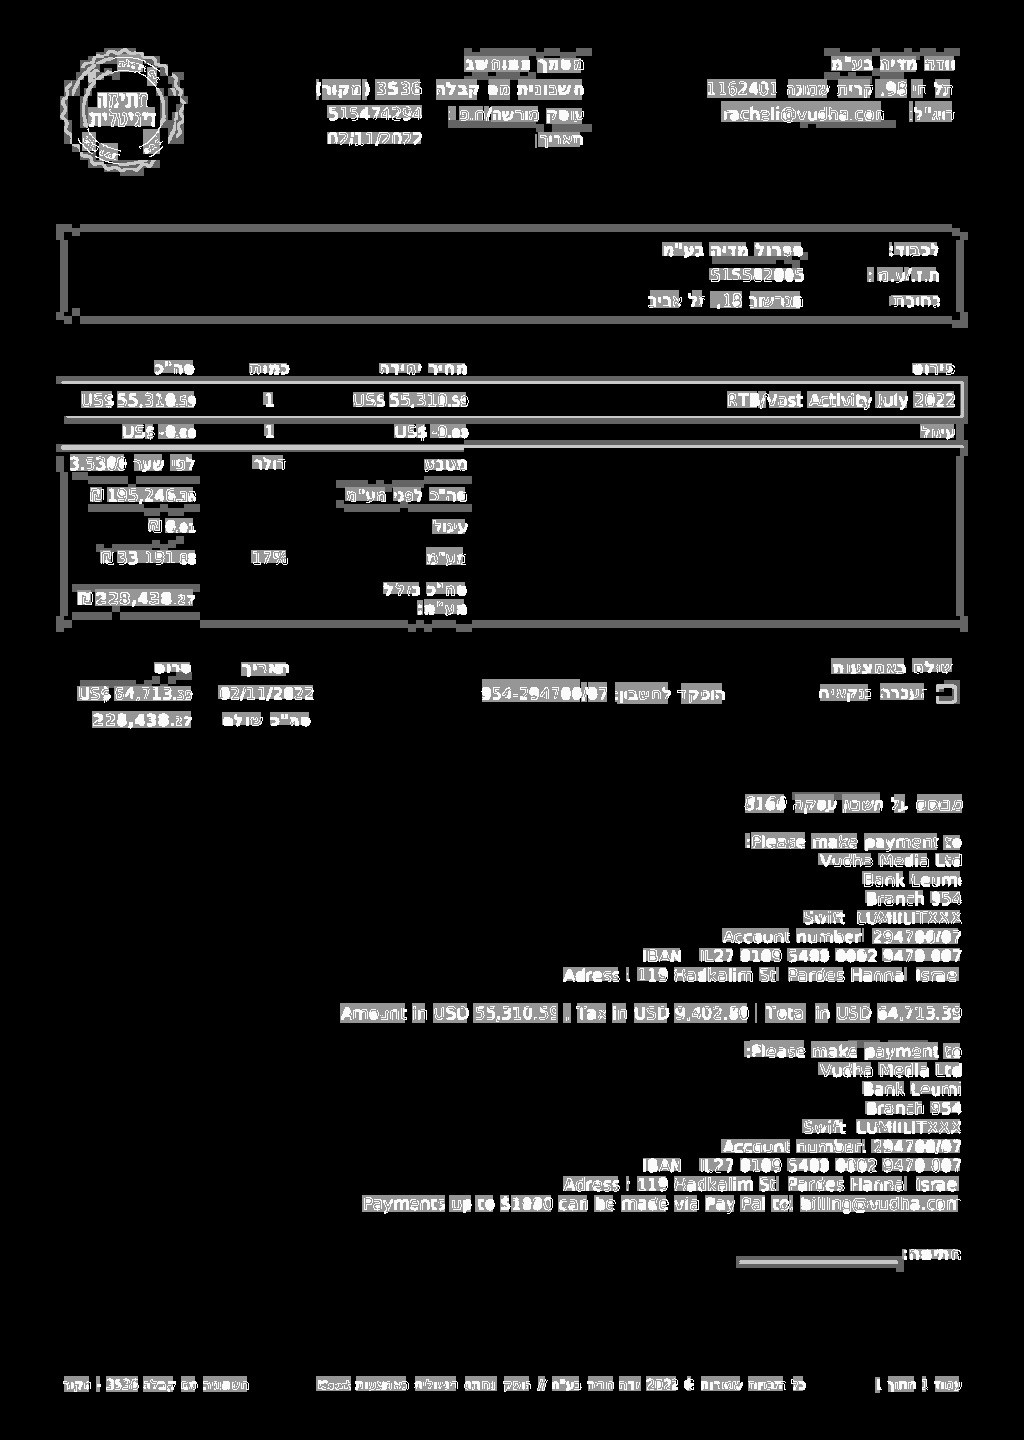 וודה מדיה בע"מ
תל חי 98, קרית שמונה 1162401
דוא"ל: racheli@vudha.com
מסמך ממוחשב
חשבונית מס קבלה 3536 (מקור)
עוסק מורשה/ח.פ.: 515474294
תאריך: 02/11/2022
חתימה
דיגיטלית
לכבוד: ספרול מדיה בע"מ
ת.ז./ע.מ.: 515502005
כתובת: 18, תל אביב
פירוט מחיר יחידה כמות סה"כ
RTB/Vast Activity July 2022 US$ 55,310.59 1 US$ 55,310.59
עיגול US$ -0.00 1 US$ -0.00
מטבע דולר לפי שער 3.5300
סה"כ לפני מע"מ ₪ 195,246.38
עיגול ₪ 0.01
מע"מ 17% ₪ 33,191.88
סה"כ כולל
מע"מ: ₪ 228,438.27
שולם באמצעות תאריך סכום
העברה בנקאית הופקד לחשבון: 954-294700/07 02/11/2022 US$ 64,713.39
סה"כ שולם 228,438.27
מבוסס על חשבון עסקה 8160
Please make payment to:
Vudha Media Ltd
Bank Leumi
Branch 954
Swift LUMIILITXXX
Account number: 294700/07
IBAN IL27 0109 5400 0002 9470 007
Adress : 119 Hadkalim St. Pardes Hanna, Israel
Amount in USD 55,310.59 , Tax in USD 9,402.80 | Total in USD 64,713.39
Please make payment to:
Vudha Media Ltd
Bank Leumi
Branch 954
Swift LUMIILITXXX
Account number: 294700/07
IBAN IL27 0109 5400 0002 9470 007
Adress : 119 Hadkalim St. Pardes Hanna, Israel
Payments up to $1000 can be made via Pay Pal to: billing@vudha.com
חתימה:
עמוד 1 מתוך 1
כל הזכויות שמורות © 2022 וודה מדיה בע"מ // הופק
חשבונית מס קבלה 3536 - מקור